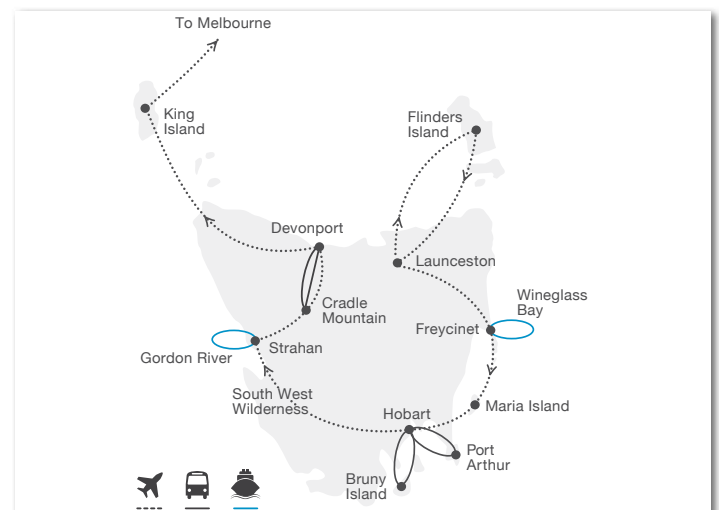 To Melbourne
King
Island
Flinders
Island
Devonport
Launceston
Wineglass
Bay
Cradle
Mountain
Freycinet
Strahan
Gordon River
South West
Wilderness
Hobart
Maria Island
Port
Arthur
Bruny
Island